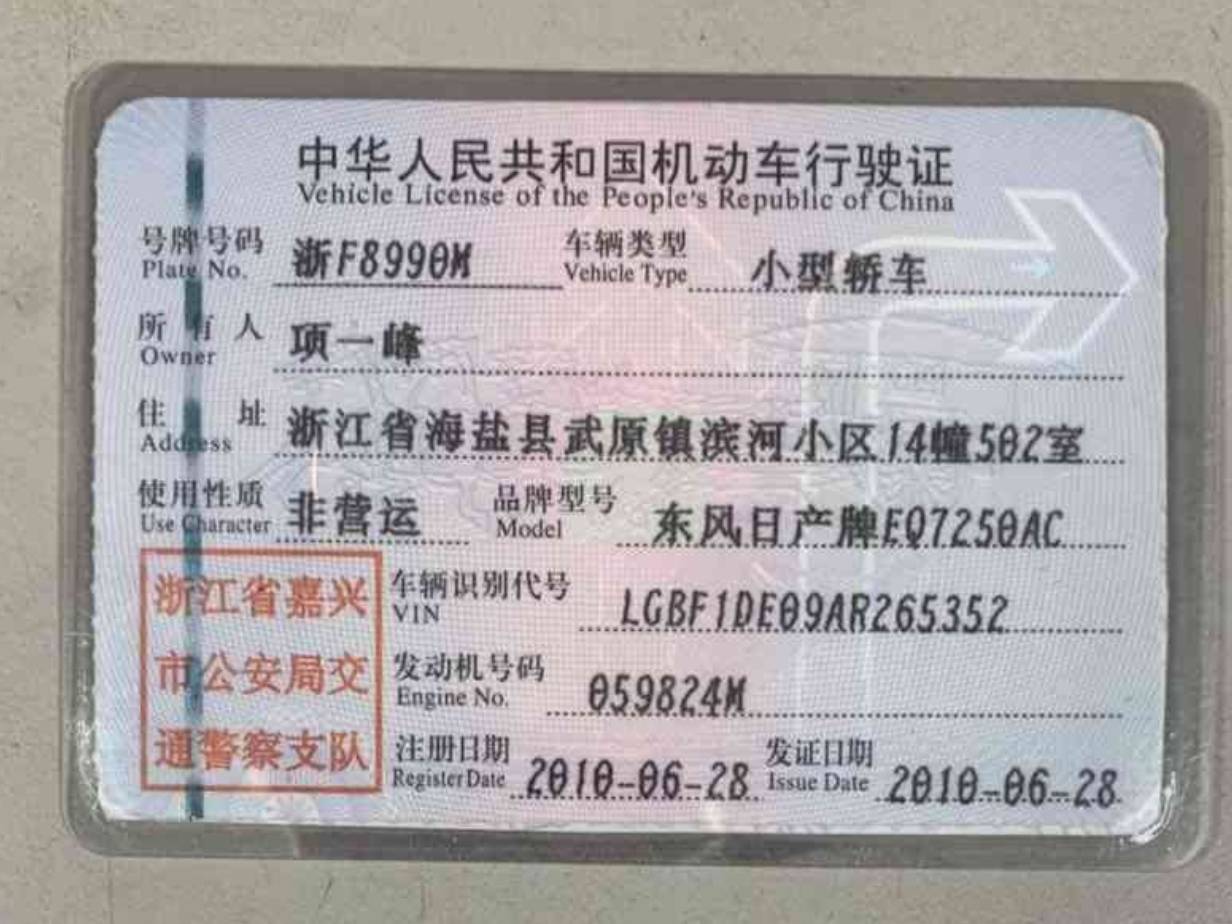 中华人民共和国机动车行驶证
Vehicle License of the People's Republic of China
号牌号码 浙F8990M 车辆类型 小型轿车
Plate No. Vehicle Type
所有人 项一峰
Owner
住址 浙江省海盐县武原镇滨河小区14幢502室
Address
使用性质 非营运 品牌型号 东风日产牌EQ7250AC
Use Character Model
浙江省嘉兴
市公安局交
通警察支队
车辆识别代号 LGBF1DE09AR265352
VIN
发动机号码 059824M
Engine No.
注册日期 2010-06-28 发证日期 2010-06-28
Register Date Issue Date